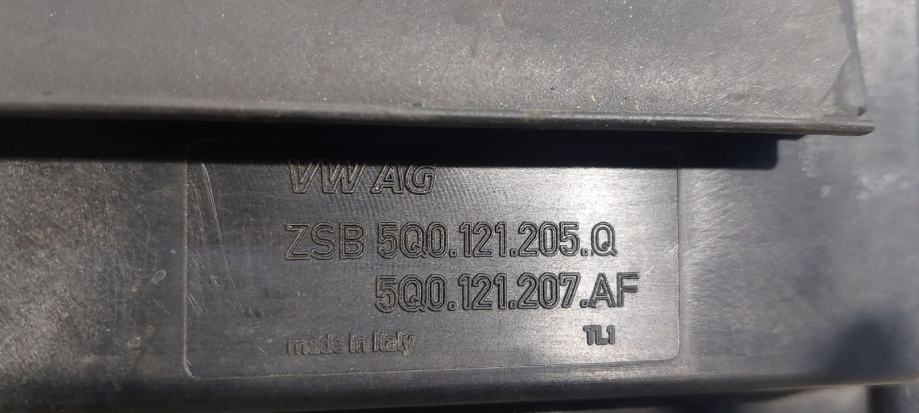 VW AG
ZSB 5Q0.121.205.Q
5Q0.121.207.AF
made in Italy TL1